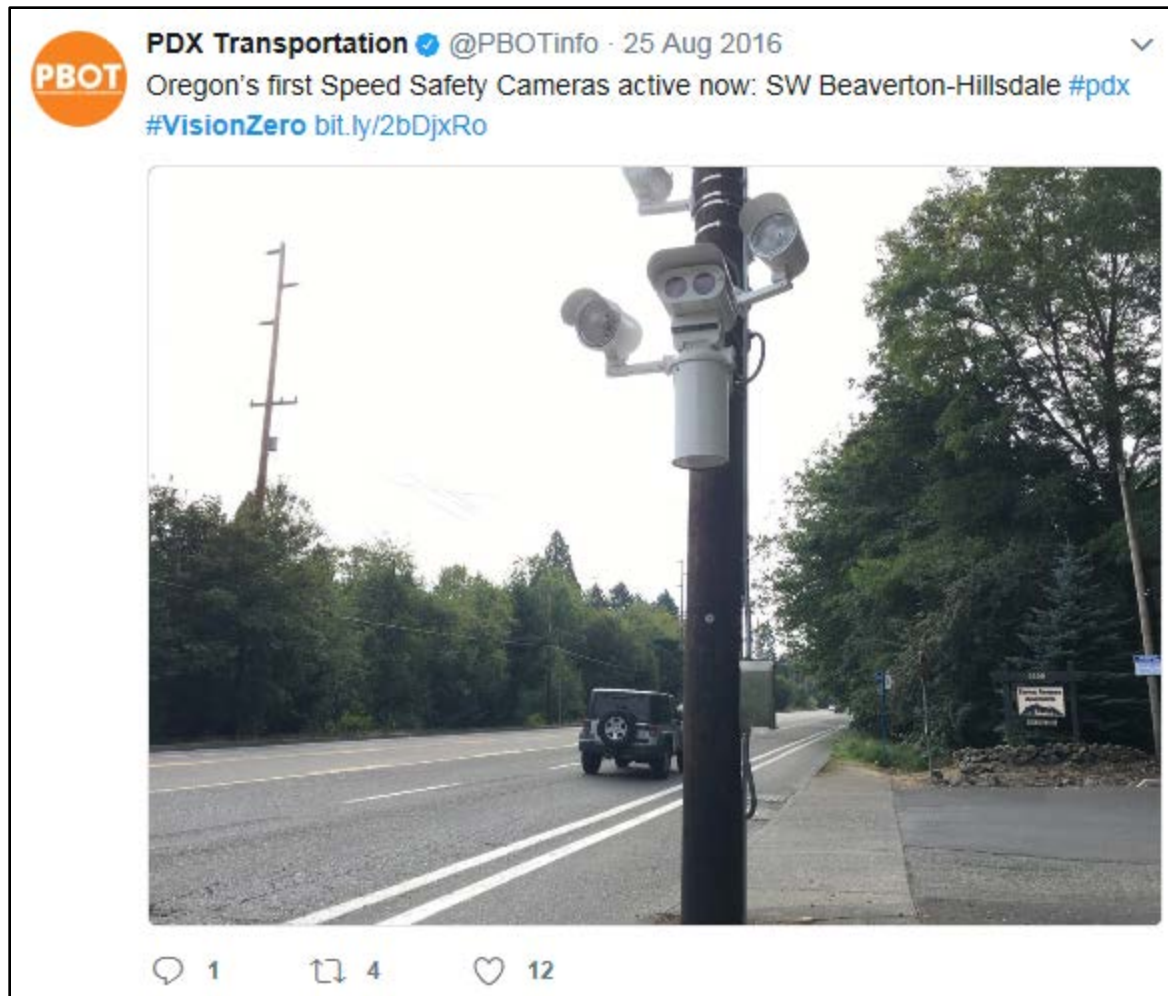 PBOT
PDX Transportation @PBOTinfo · 25 Aug 2016
Oregon's first Speed Safety Cameras active now: SW Beaverton-Hillsdale #pdx
#VisionZero bit.ly/2bDjxRo
1 4 12